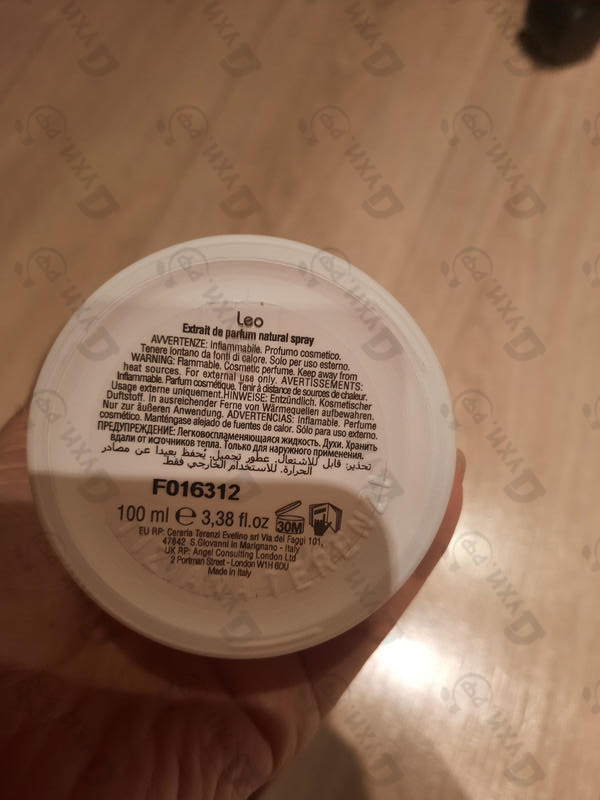 Leo
Extrait de parfum natural spray
AVVERTENZE: Infiammabile. Profumo cosmetico.
Tenere lontano da fonti di calore. Solo per uso esterno.
WARNING: Flammable. Cosmetic perfume. Keep away from
heat sources. For external use only. AVERTISSEMENTS:
Inflammable. Parfum cosmétique. Tenir à distance de sources de chaleur.
Usage externe uniquement.HINWEISE: Entzündlich. Kosmetischer
Duftstoff. In ausreichender Ferne von Wärmequellen aufbewahren.
Nur zur äußeren Anwendung. ADVERTENCIAS: Inflamable. Perfume
cosmético. Manténgase alejado de fuentes de calor. Sólo para uso externo.
ПРЕДУПРЕЖДЕНИЕ: Легковоспламеняющаяся жидкость. Духи. Хранить
вдали от источников тепла. Только для наружного применения.
تحذير: قابل للاشتعال. عطور تجميل. يُحفظ بعيدا عن مصادر
الحرارة. للاستخدام الخارجي فقط
F016312
100 ml ℮ 3,38 fl.oz 30M
EU RP: Cereria Terenzi Evelino srl Via dei Faggi 101,
47842 S.Giovanni in Marignano - Italy
UK RP: Angel Consulting London Ltd
2 Portman Street - London W1H 6DU
Made in Italy